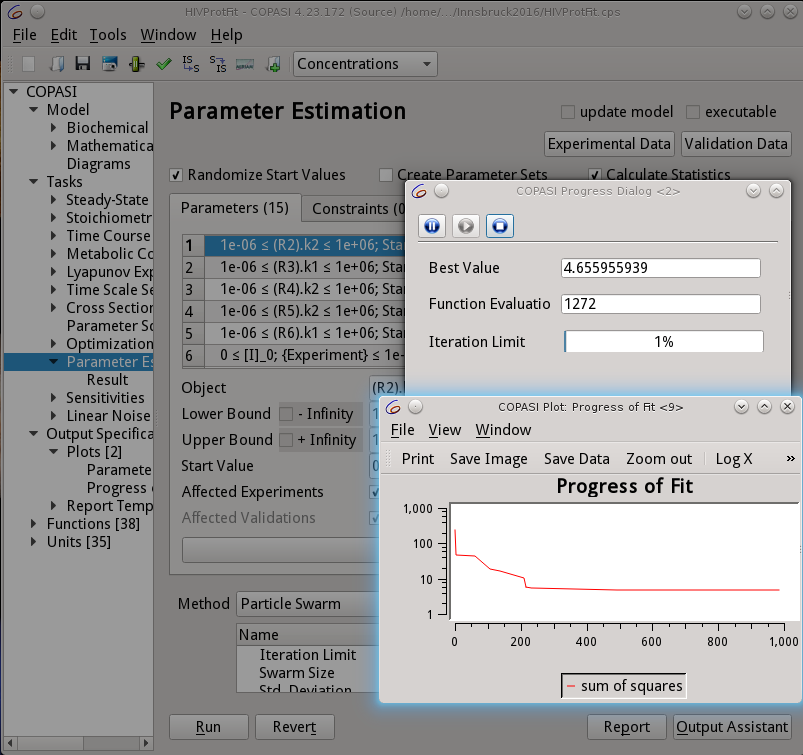 HIVProtFit - COPASI 4.23.172 (Source) /home/.../Innsbruck2016/HIVProtFit.cps
File Edit Tools Window Help
Concentrations
COPASI
Model
Biochemical
Mathematica
Diagrams
Tasks
Steady-State
Stoichiometr
Time Course
Metabolic Co
Lyapunov Exp
Time Scale Se
Cross Section
Parameter Sc
Optimization
Parameter Es
Result
Sensitivities
Linear Noise
Output Specifica
Plots [2]
Paramete
Progress
Report Temp
Functions [38]
Units [35]
Parameter Estimation
update model executable
Experimental Data Validation Data
Randomize Start Values Create Parameter Sets Calculate Statistics
Parameters (15) Constraints (0
1 1e-06 ≤ (R2).k2 ≤ 1e+06; Star
2 1e-06 ≤ (R3).k1 ≤ 1e+06; Star
3 1e-06 ≤ (R4).k2 ≤ 1e+06; Star
4 1e-06 ≤ (R5).k2 ≤ 1e+06; Star
5 1e-06 ≤ (R6).k1 ≤ 1e+06; Star
6 0 ≤ [I]_0; {Experiment} ≤ 1e-
Object (R2).
Lower Bound - Infinity 1
Upper Bound + Infinity 1
Start Value 0
Affected Experiments
Affected Validations
Method Particle Swarm
Name
Iteration Limit
Swarm Size
Std. Deviation
Run Revert Report Output Assistant
COPASI Progress Dialog <2>
Best Value 4.655955939
Function Evaluatio 1272
Iteration Limit 1%
COPASI Plot: Progress of Fit <9>
File View Window
Print Save Image Save Data Zoom out Log X »
Progress of Fit
1,000
100
10
1
0 200 400 600 800 1,000
sum of squares